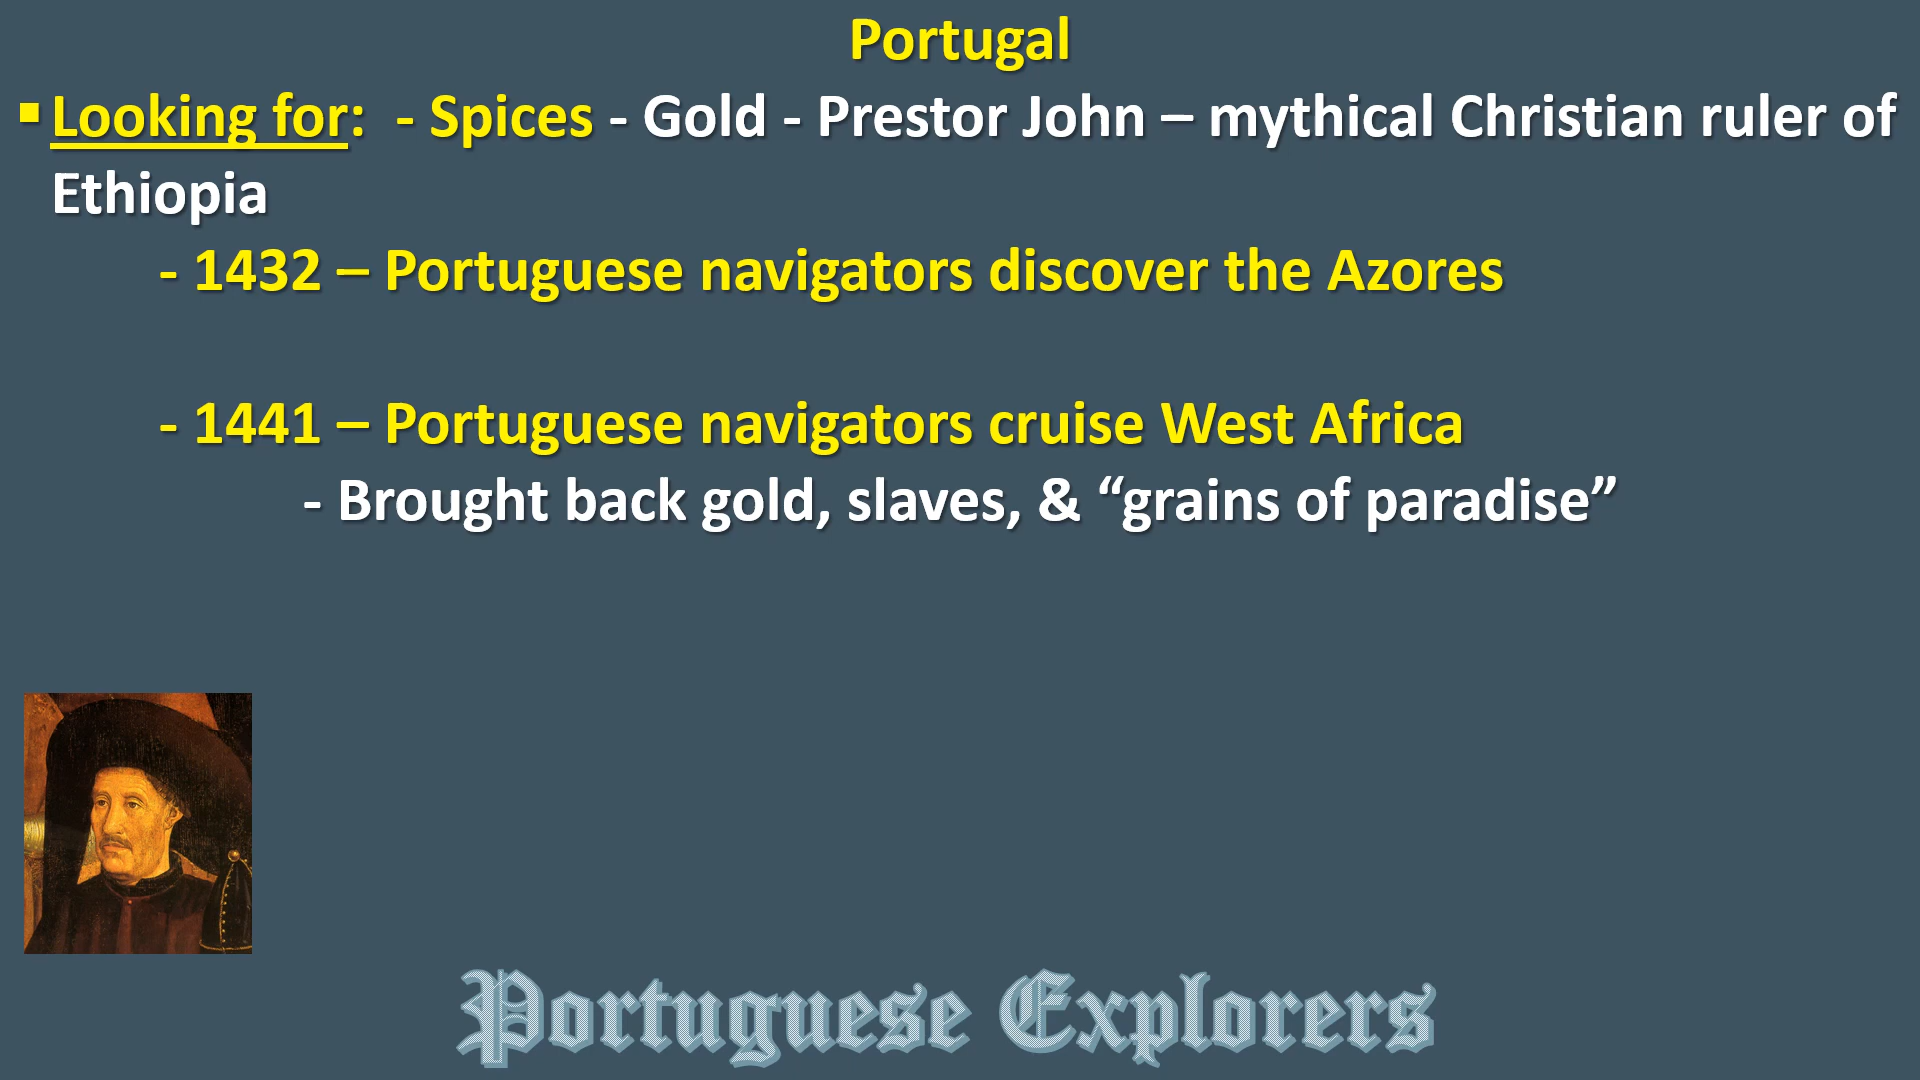 Portugal
▪ Looking for:  - Spices - Gold - Prestor John – mythical Christian ruler of
Ethiopia
- 1432 – Portuguese navigators discover the Azores
- 1441 – Portuguese navigators cruise West Africa
- Brought back gold, slaves, & “grains of paradise”
Portuguese Explorers